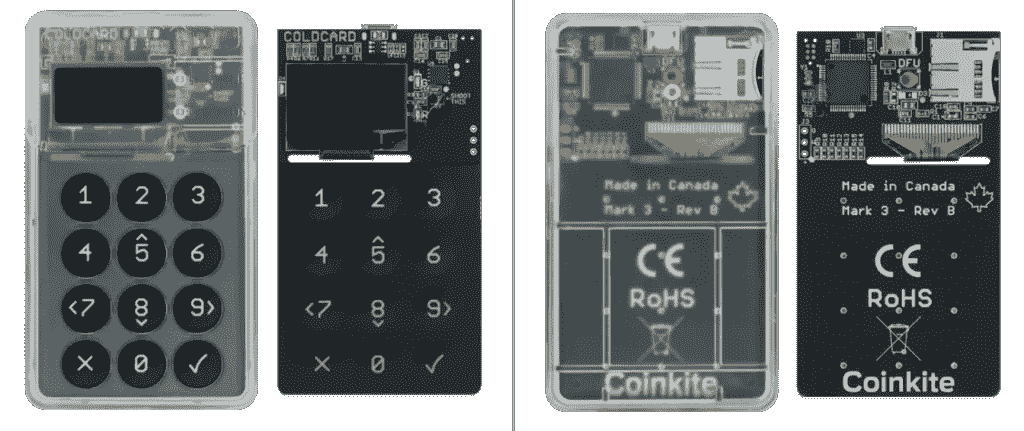 COLDCARD
1 2 3
4 5 6
<7 8 9>
0
COLDCARD
SHOOT
THIS
1 2 3
4 5 6
<7 8 9>
0
Made in Canada
Mark 3 - Rev B
CE
RoHS
Coinkite
DFU
Made in Canada
Mark 3 - Rev B
CE
RoHS
Coinkite